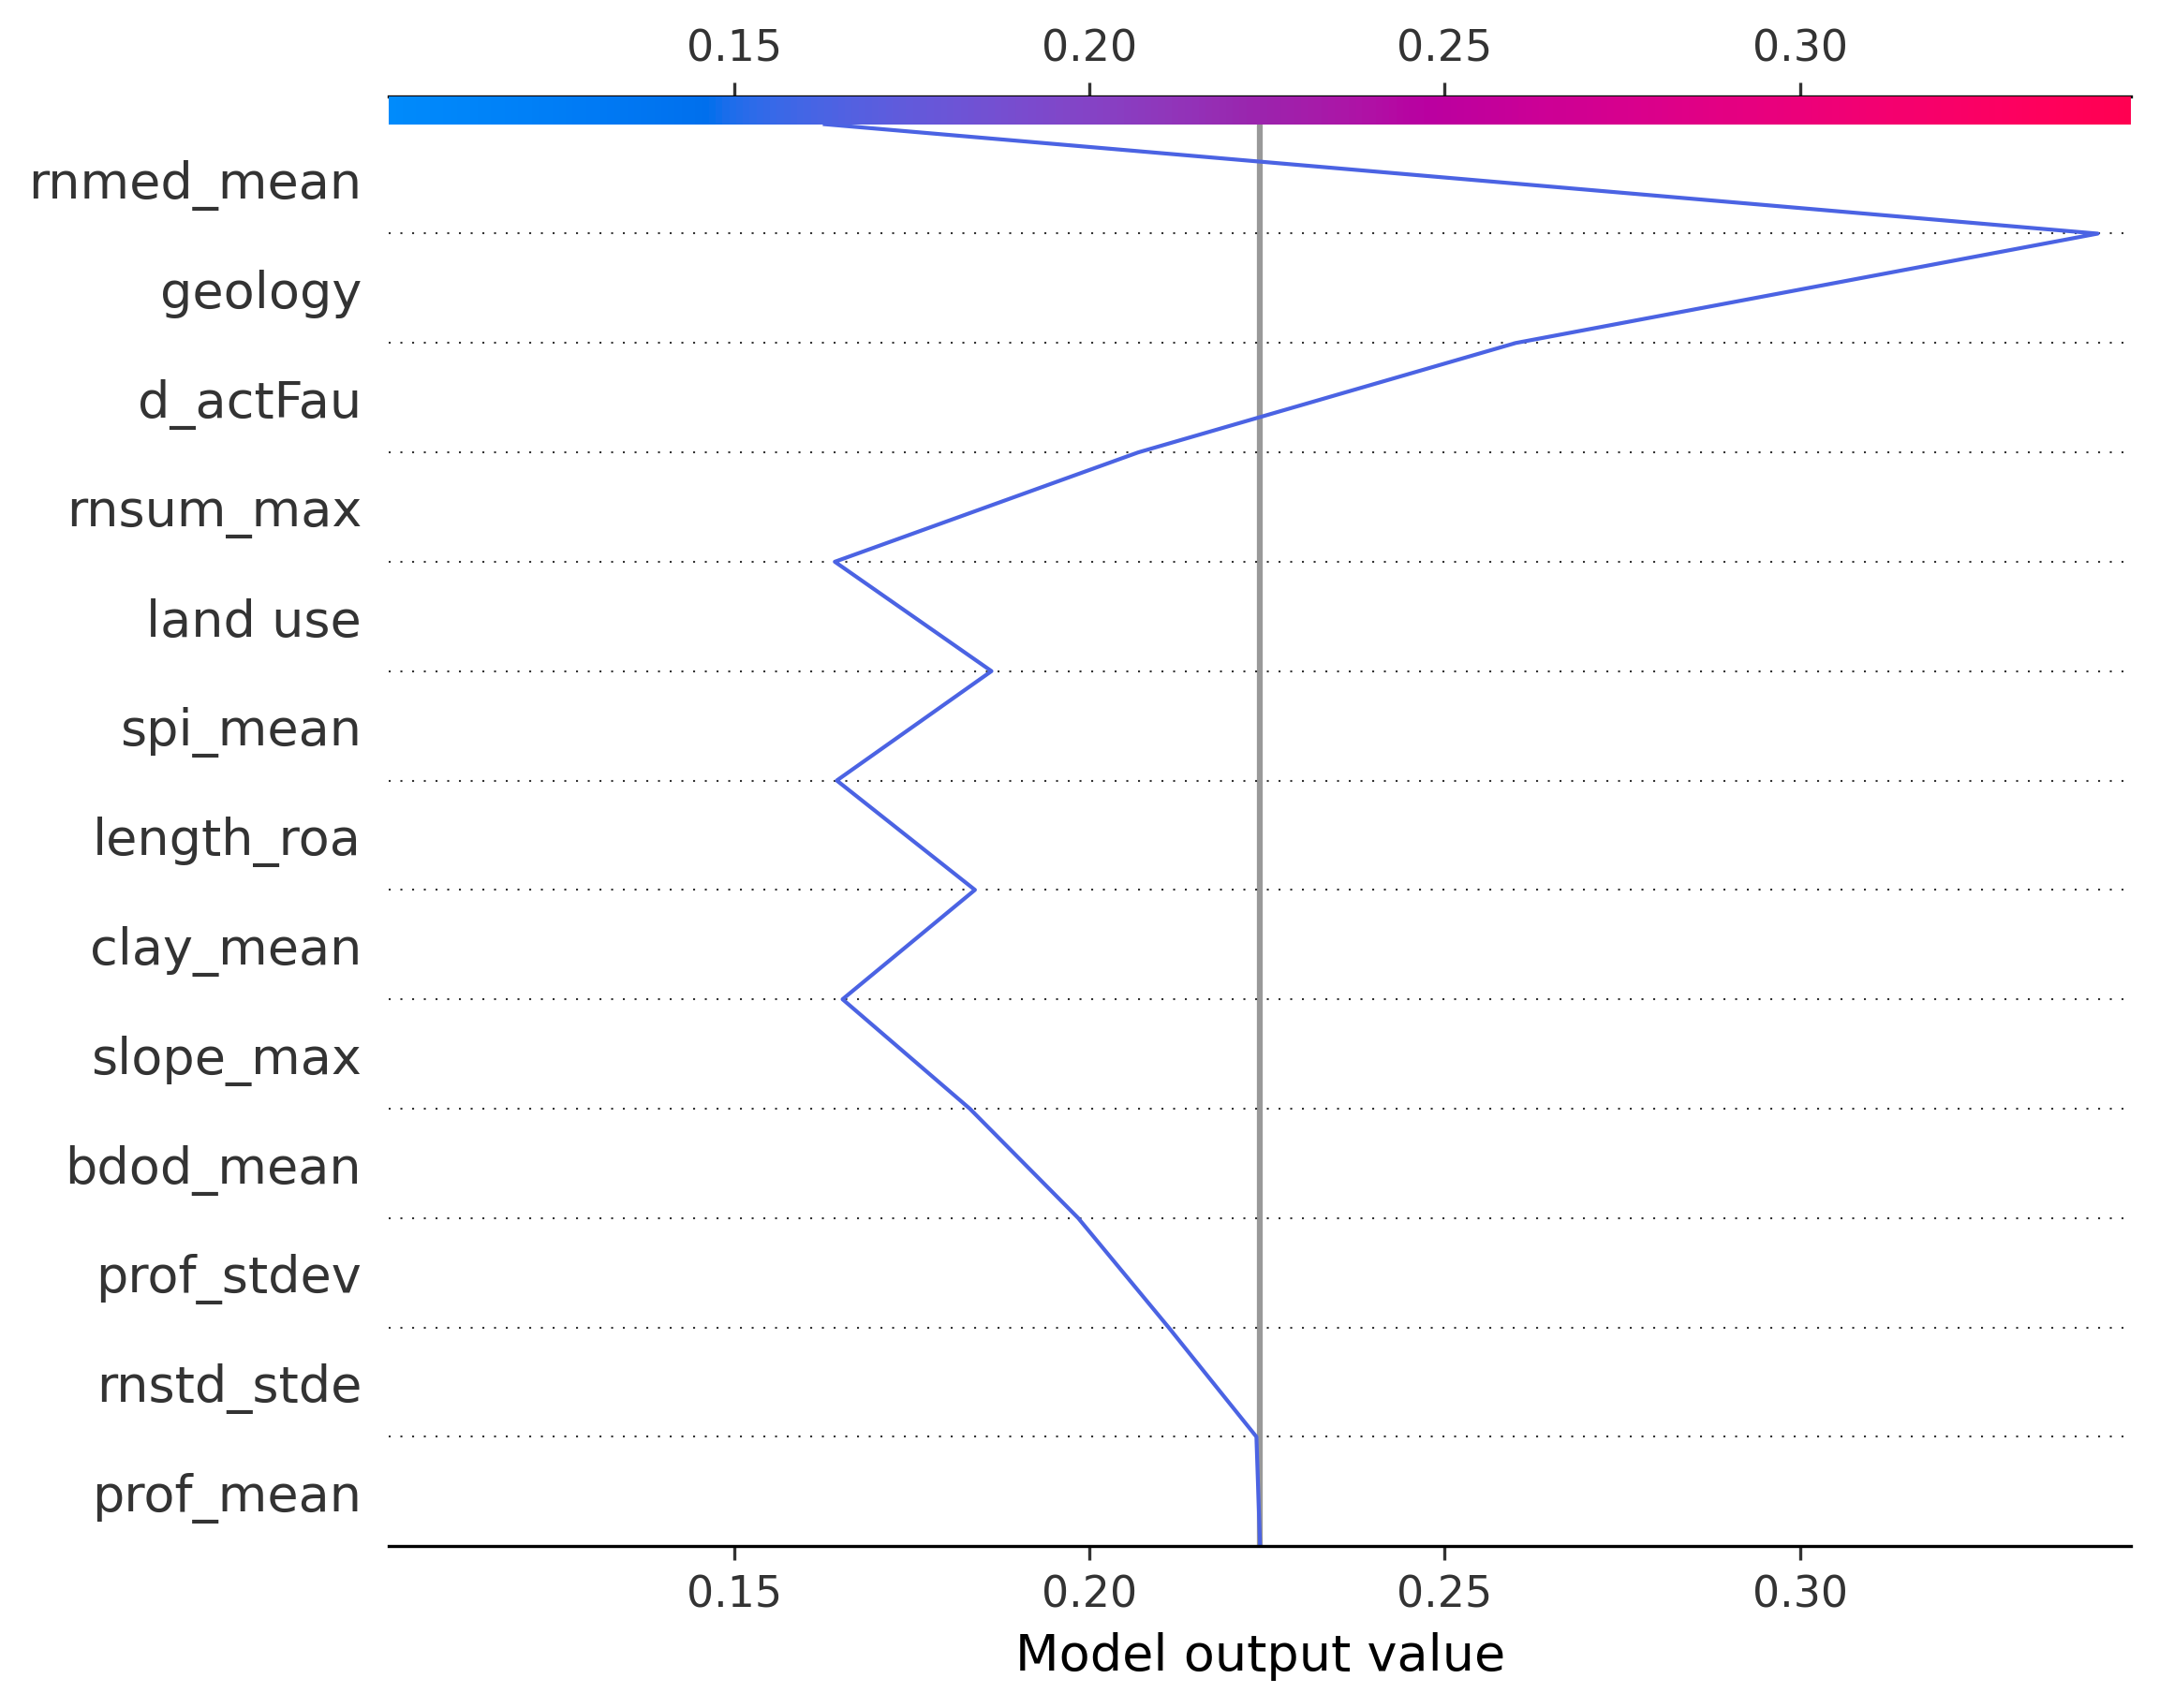 0.15 0.20 0.25 0.30
rnmed_mean
geology
d_actFau
rnsum_max
land use
spi_mean
length_roa
clay_mean
slope_max
bdod_mean
prof_stdev
rnstd_stde
prof_mean
0.15 0.20 0.25 0.30
Model output value